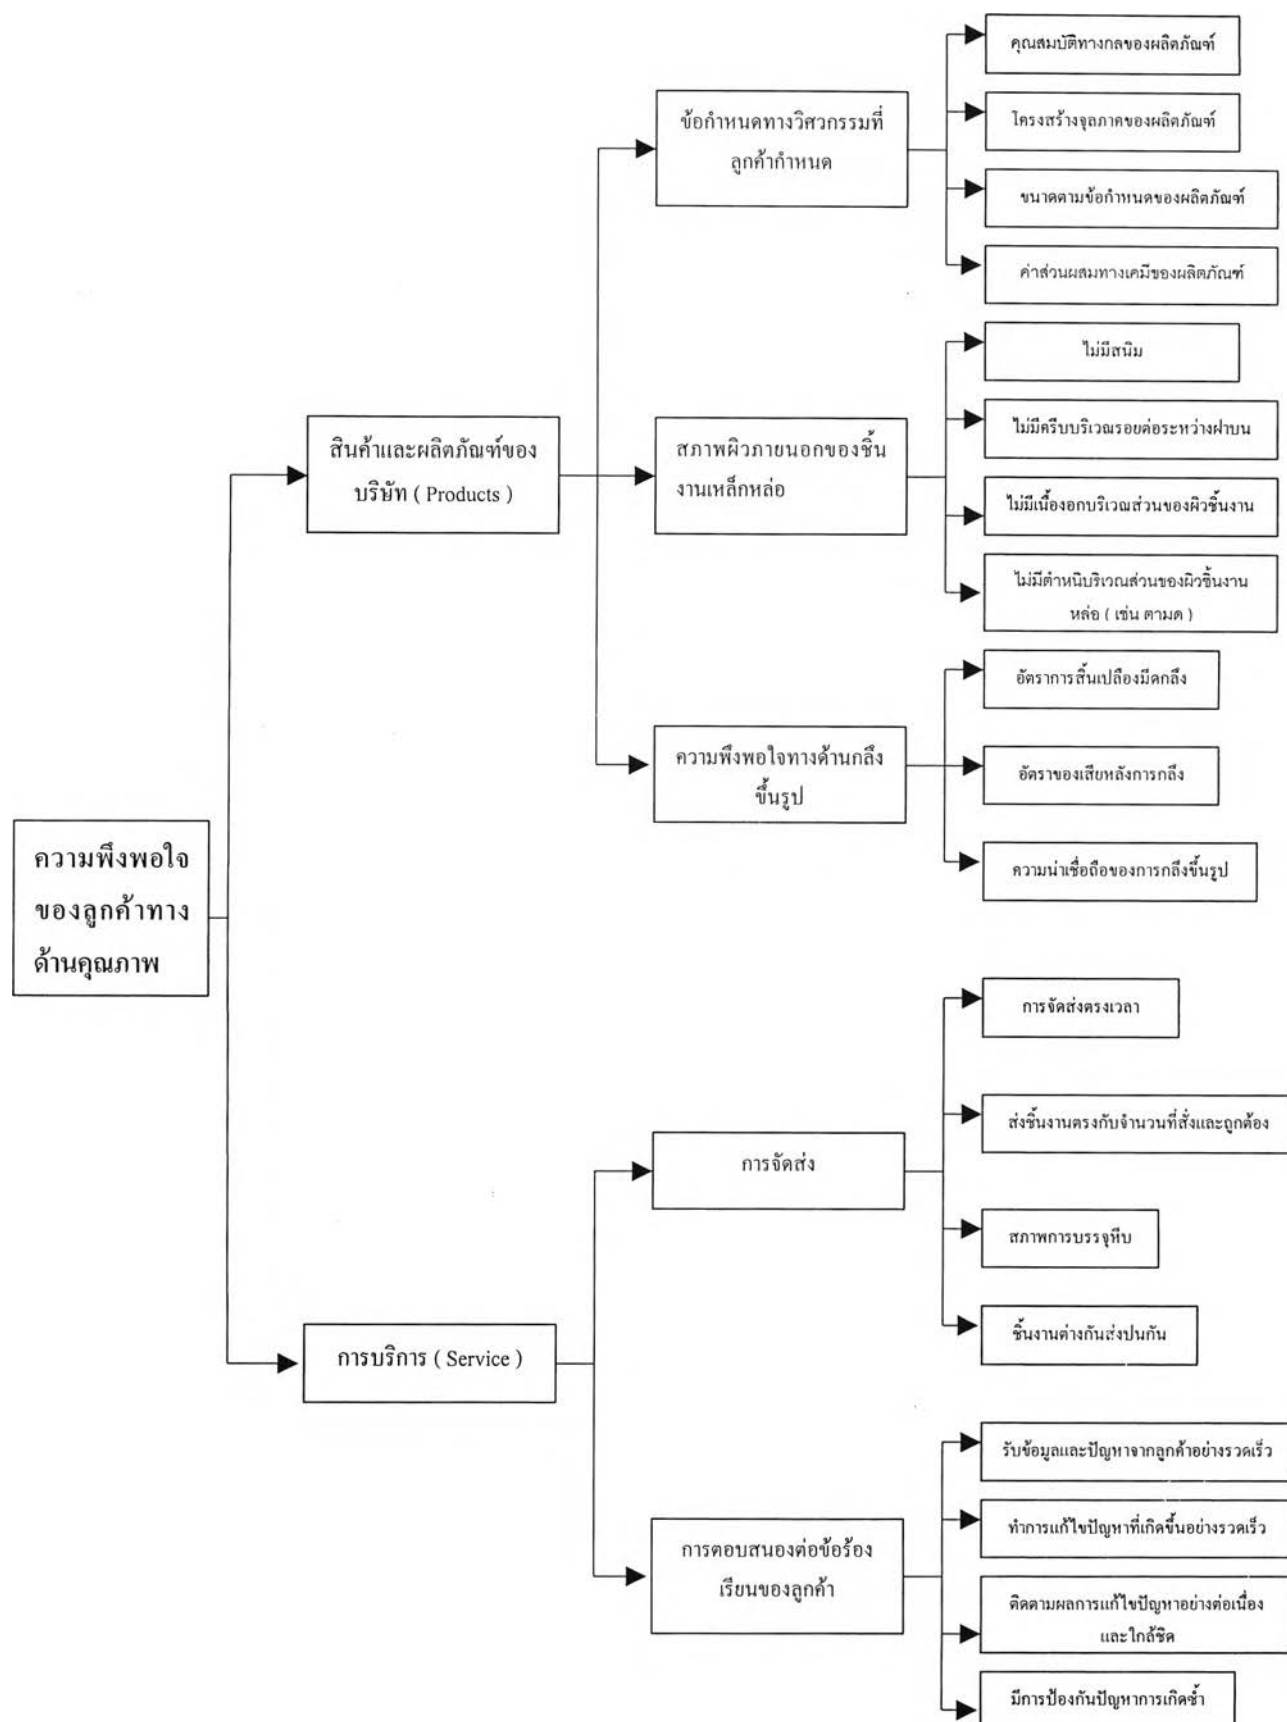 ความพึงพอใจ
ของลูกค้าทาง
ด้านคุณภาพ
สินค้าและผลิตภัณฑ์ของ
บริษัท ( Products )
ข้อกำหนดทางวิศวกรรมที่
ลูกค้ากำหนด
คุณสมบัติทางกลของผลิตภัณฑ์
โครงสร้างจุลภาคของผลิตภัณฑ์
ขนาดตามข้อกำหนดของผลิตภัณฑ์
ค่าส่วนผสมทางเคมีของผลิตภัณฑ์
สภาพผิวภายนอกของชิ้น
งานเหล็กหล่อ
ไม่มีสนิม
ไม่มีครีบบริเวณรอยต่อระหว่างฝาบน
ไม่มีเนื้องอกบริเวณส่วนของผิวชิ้นงาน
ไม่มีตำหนิบริเวณส่วนของผิวชิ้นงาน
หล่อ ( เช่น ตามด )
ความพึงพอใจทางด้านกลึง
ขึ้นรูป
อัตราการสิ้นเปลืองมีดกลึง
อัตราของเสียหลังการกลึง
ความน่าเชื่อถือของการกลึงขึ้นรูป
การบริการ ( Service )
การจัดส่ง
การจัดส่งตรงเวลา
ส่งชิ้นงานตรงกับจำนวนที่สั่งและถูกต้อง
สภาพการบรรจุหีบ
ชิ้นงานต่างกันส่งปนกัน
การตอบสนองต่อข้อร้อง
เรียนของลูกค้า
รับข้อมูลและปัญหาจากลูกค้าอย่างรวดเร็ว
ทำการแก้ไขปัญหาที่เกิดขึ้นอย่างรวดเร็ว
ติดตามผลการแก้ไขปัญหาอย่างต่อเนื่อง
และใกล้ชิด
มีการป้องกันปัญหาการเกิดซ้ำ